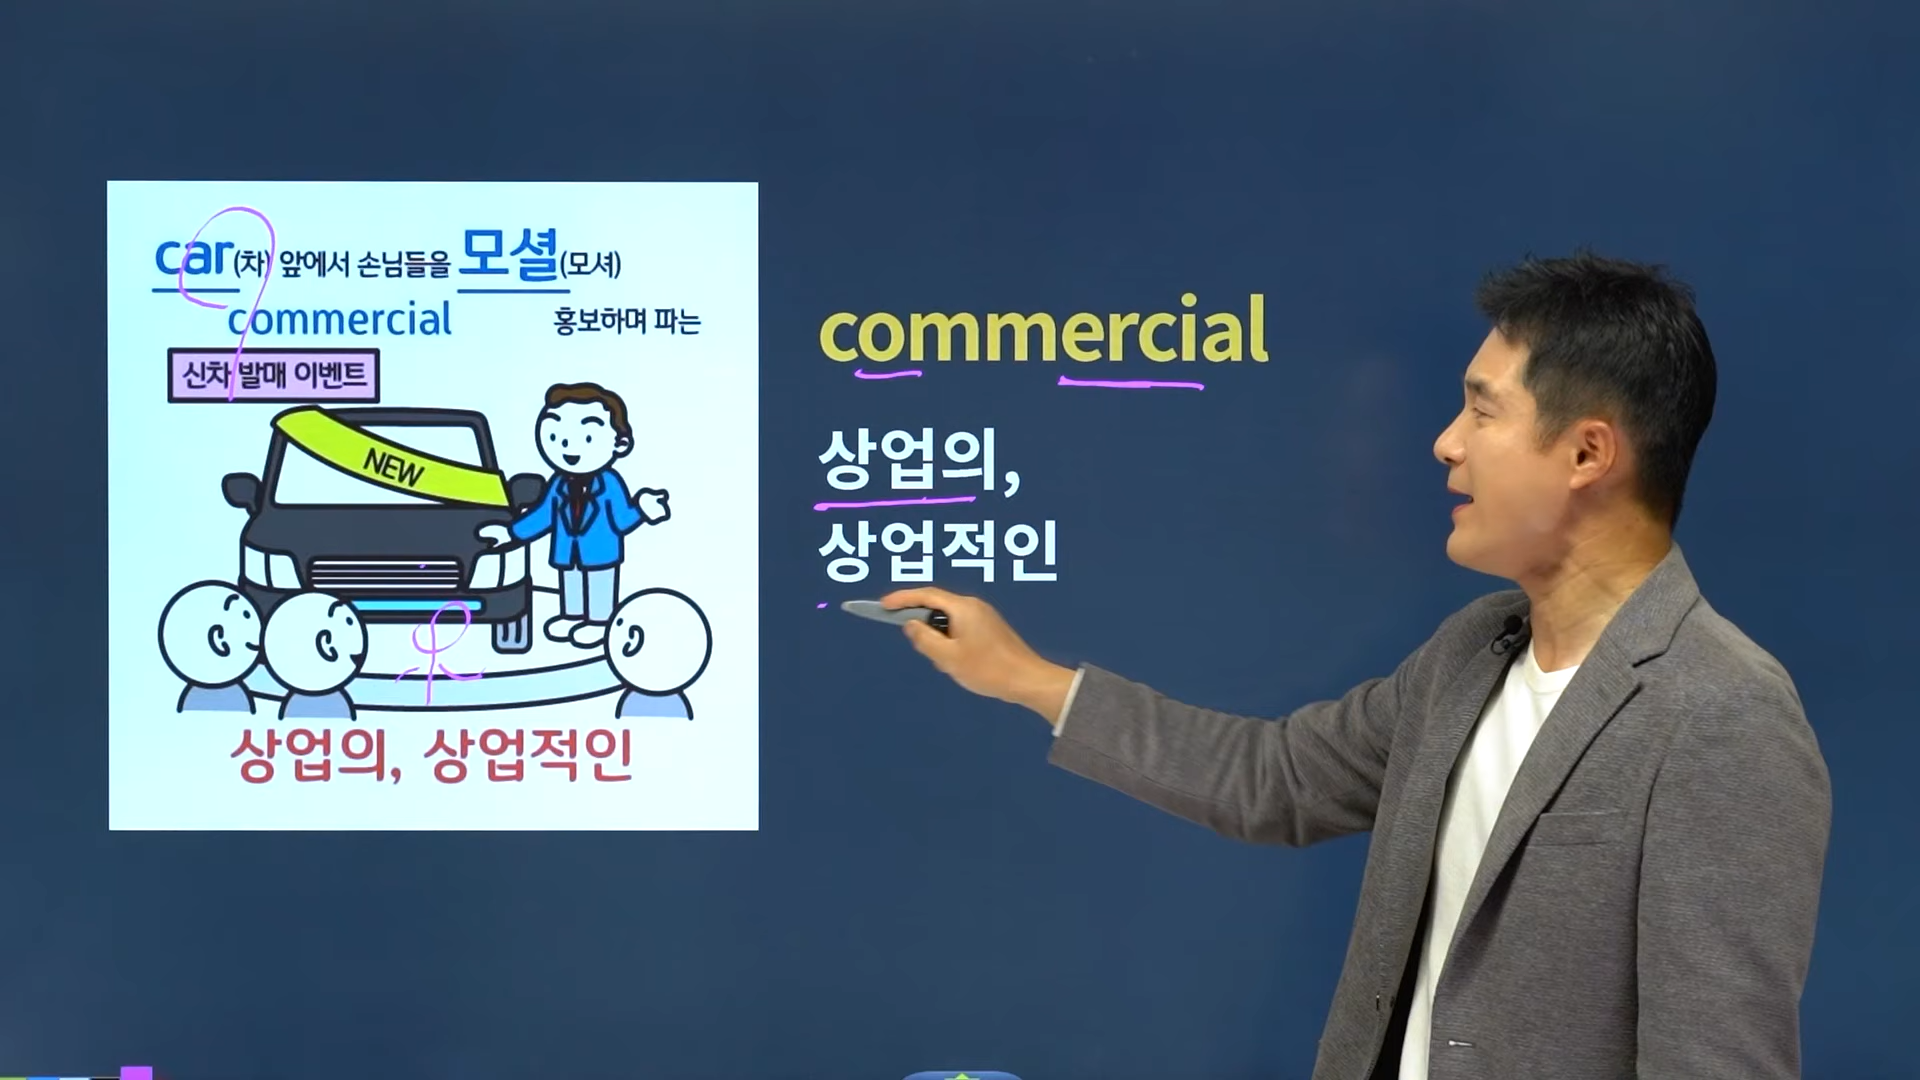 car(차) 앞에서 손님들을 모셜(모셔)
commercial 홍보하며 파는
신차 발매 이벤트
NEW
상업의, 상업적인
commercial
상업의,
상업적인